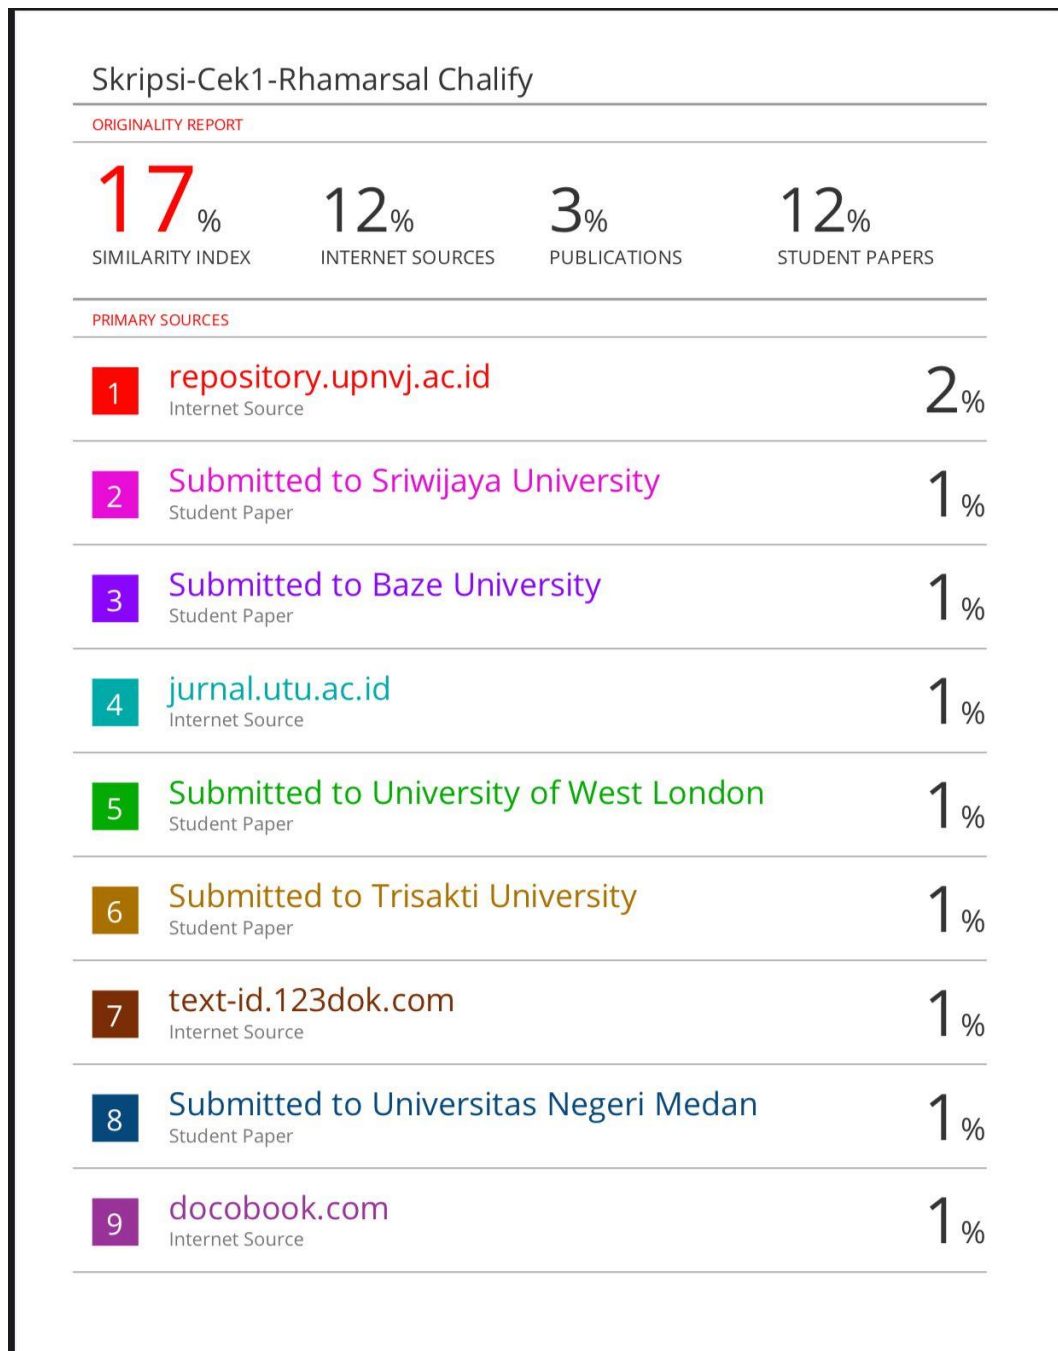 Skripsi-Cek1-Rhamarsal Chalify
ORIGINALITY REPORT
17% 12% 3% 12%
SIMILARITY INDEX INTERNET SOURCES PUBLICATIONS STUDENT PAPERS
PRIMARY SOURCES
1 repository.upnvj.ac.id 2%
Internet Source
2 Submitted to Sriwijaya University 1%
Student Paper
3 Submitted to Baze University 1%
Student Paper
4 jurnal.utu.ac.id 1%
Internet Source
5 Submitted to University of West London 1%
Student Paper
6 Submitted to Trisakti University 1%
Student Paper
7 text-id.123dok.com 1%
Internet Source
8 Submitted to Universitas Negeri Medan 1%
Student Paper
9 docobook.com 1%
Internet Source